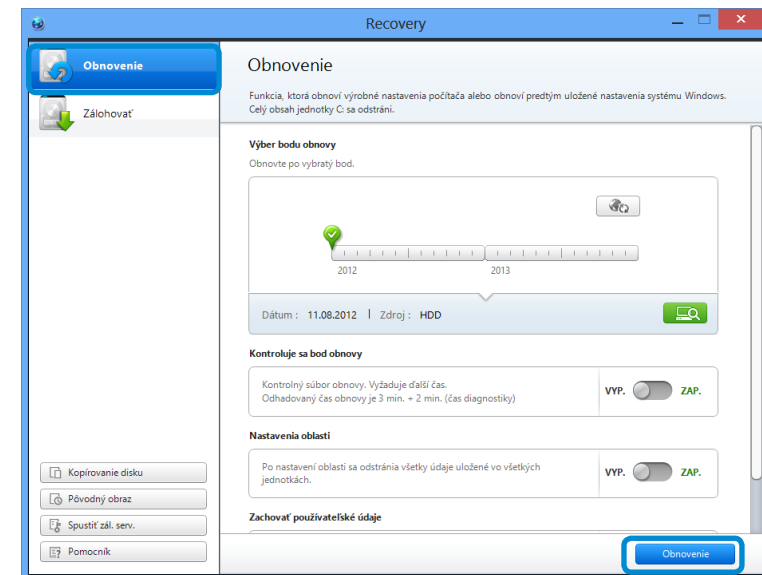 Recovery
Obnovenie
Zálohovať
Kopírovanie disku
Pôvodný obraz
Spustiť zál. serv.
Pomocník
Obnovenie
Funkcia, ktorá obnoví výrobné nastavenia počítača alebo obnoví predtým uložené nastavenia systému Windows.
Celý obsah jednotky C: sa odstráni.
Výber bodu obnovy
Obnovte po vybratý bod.
2012 2013
Dátum : 11.08.2012 | Zdroj : HDD
Kontroluje sa bod obnovy
Kontrolný súbor obnovy. Vyžaduje ďalší čas.
Odhadovaný čas obnovy je 3 min. + 2 min. (čas diagnostiky)
VYP. ZAP.
Nastavenia oblasti
Po nastavení oblasti sa odstránia všetky údaje uložené vo všetkých
jednotkách.
VYP. ZAP.
Zachovať používateľské údaje
Obnovenie